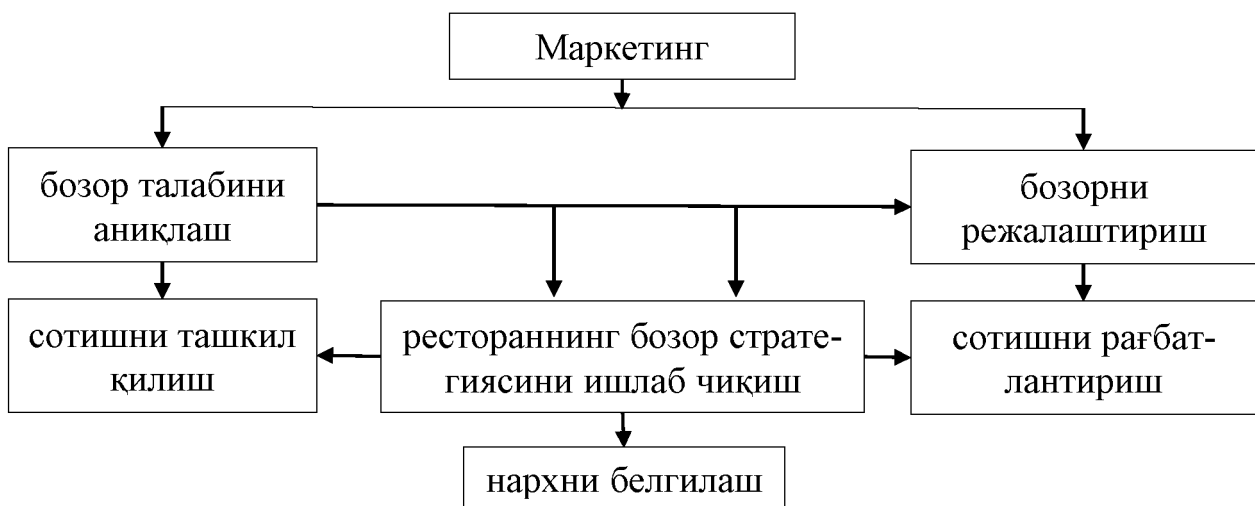 Маркетинг
бозор талабини
аниқлаш
бозорни
режалаштириш
сотишни ташкил
қилиш
рестораннинг бозор страте-
гиясини ишлаб чиқиш
сотишни рағбат-
лантириш
нархни белгилаш